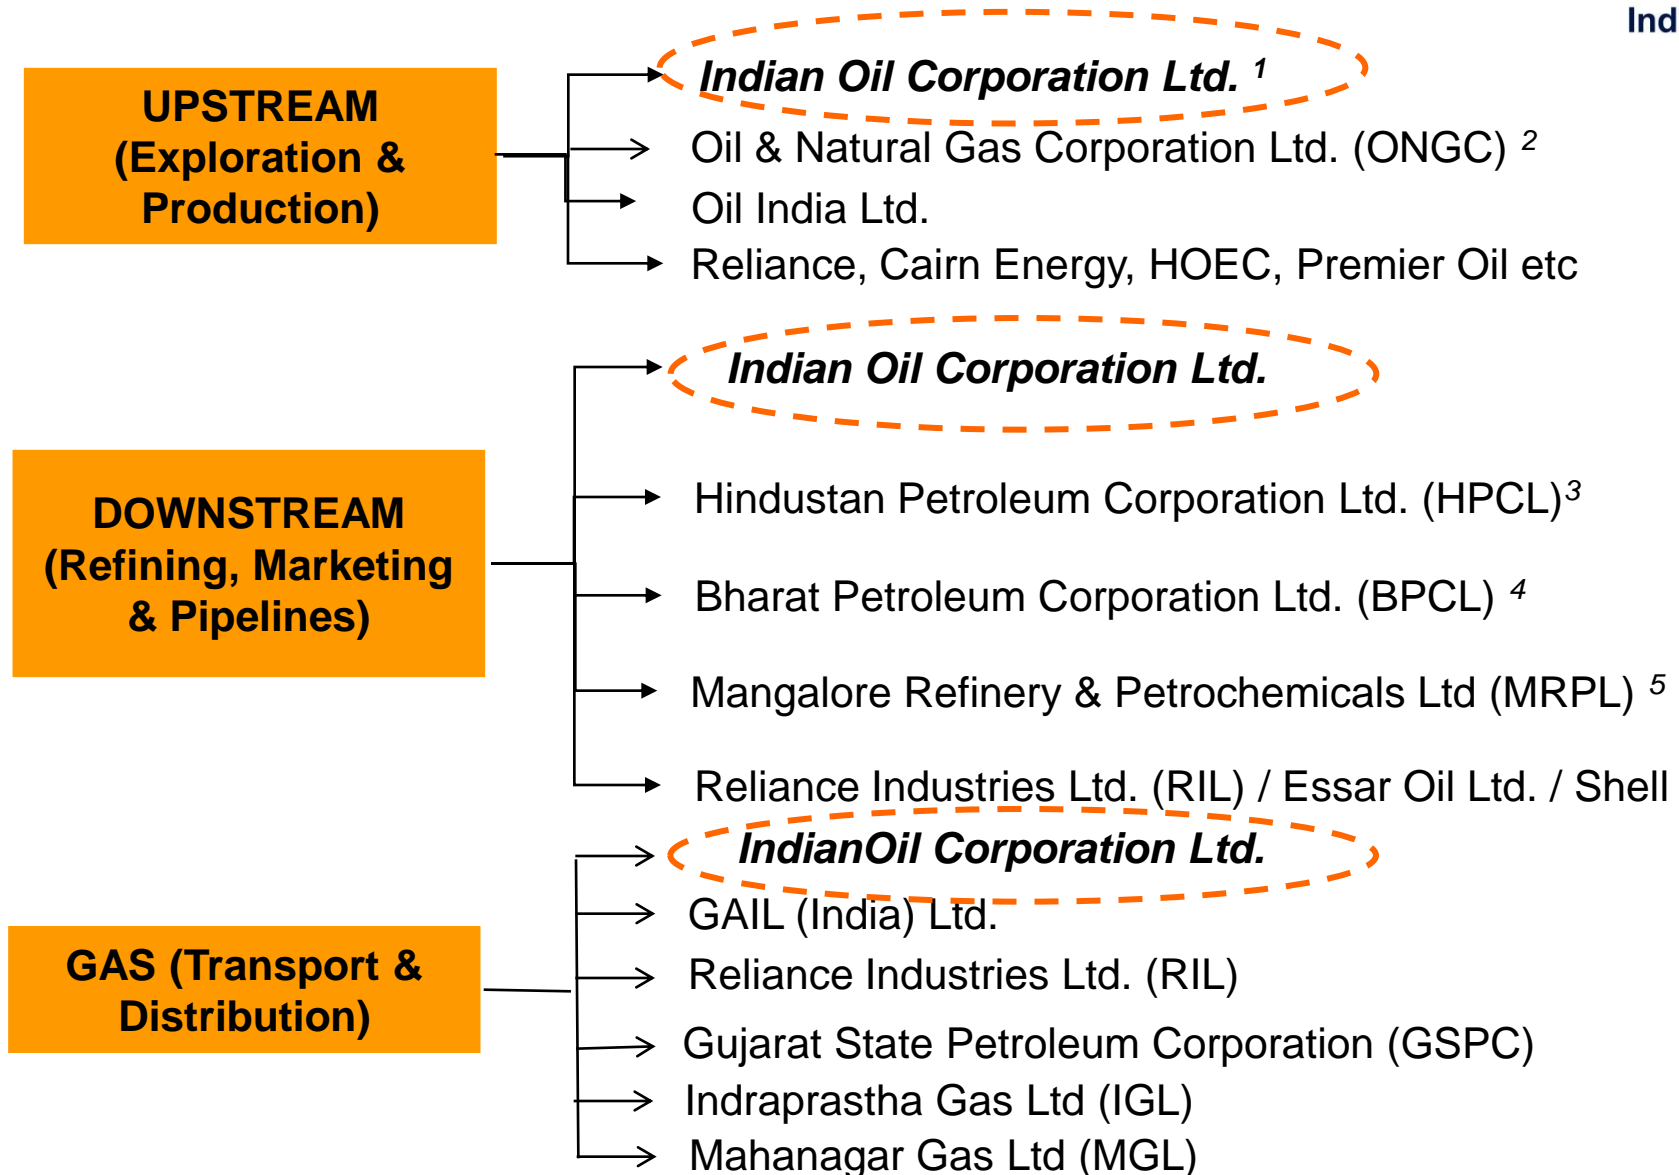 Ind
UPSTREAM
(Exploration &
Production)
Indian Oil Corporation Ltd. 1
Oil & Natural Gas Corporation Ltd. (ONGC) 2
Oil India Ltd.
Reliance, Cairn Energy, HOEC, Premier Oil etc
DOWNSTREAM
(Refining, Marketing
& Pipelines)
Indian Oil Corporation Ltd.
Hindustan Petroleum Corporation Ltd. (HPCL)3
Bharat Petroleum Corporation Ltd. (BPCL) 4
Mangalore Refinery & Petrochemicals Ltd (MRPL) 5
Reliance Industries Ltd. (RIL) / Essar Oil Ltd. / Shell
GAS (Transport &
Distribution)
IndianOil Corporation Ltd.
GAIL (India) Ltd.
Reliance Industries Ltd. (RIL)
Gujarat State Petroleum Corporation (GSPC)
Indraprastha Gas Ltd (IGL)
Mahanagar Gas Ltd (MGL)